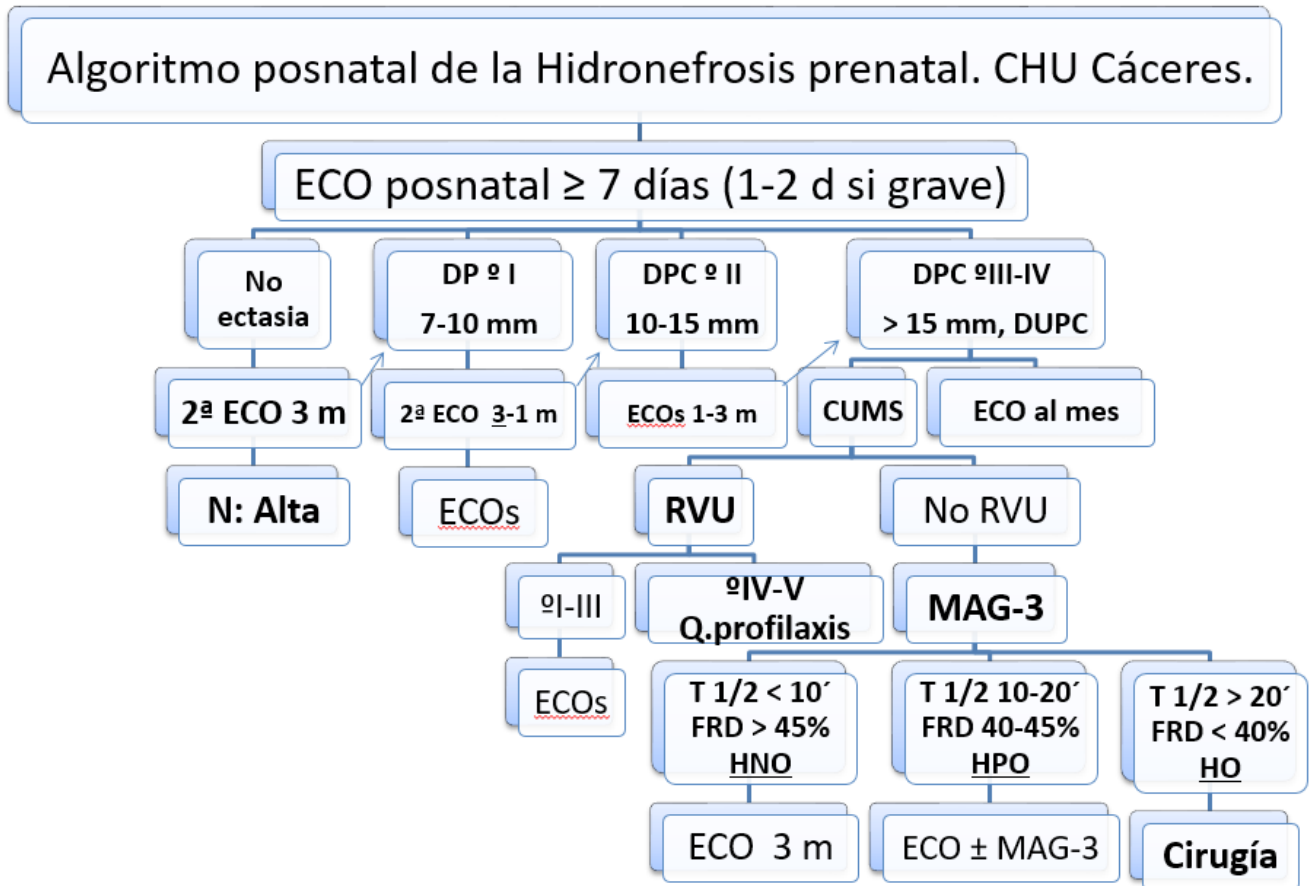 Algoritmo posnatal de la Hidronefrosis prenatal. CHU Cáceres.
ECO posnatal ≥ 7 días (1-2 d si grave)
No
ectasia
DP º I
7-10 mm
DPC º II
10-15 mm
DPC ºIII-IV
> 15 mm, DUPC
2ª ECO 3 m
2ª ECO 3-1 m
ECOs 1-3 m
CUMS
ECO al mes
N: Alta
ECOs
RVU
No RVU
ºI-III
ºIV-V
Q.profilaxis
MAG-3
ECOs
T 1/2 < 10´
FRD > 45%
HNO
T 1/2 10-20´
FRD 40-45%
HPO
T 1/2 > 20´
FRD < 40%
HO
ECO 3 m
ECO ± MAG-3
Cirugía